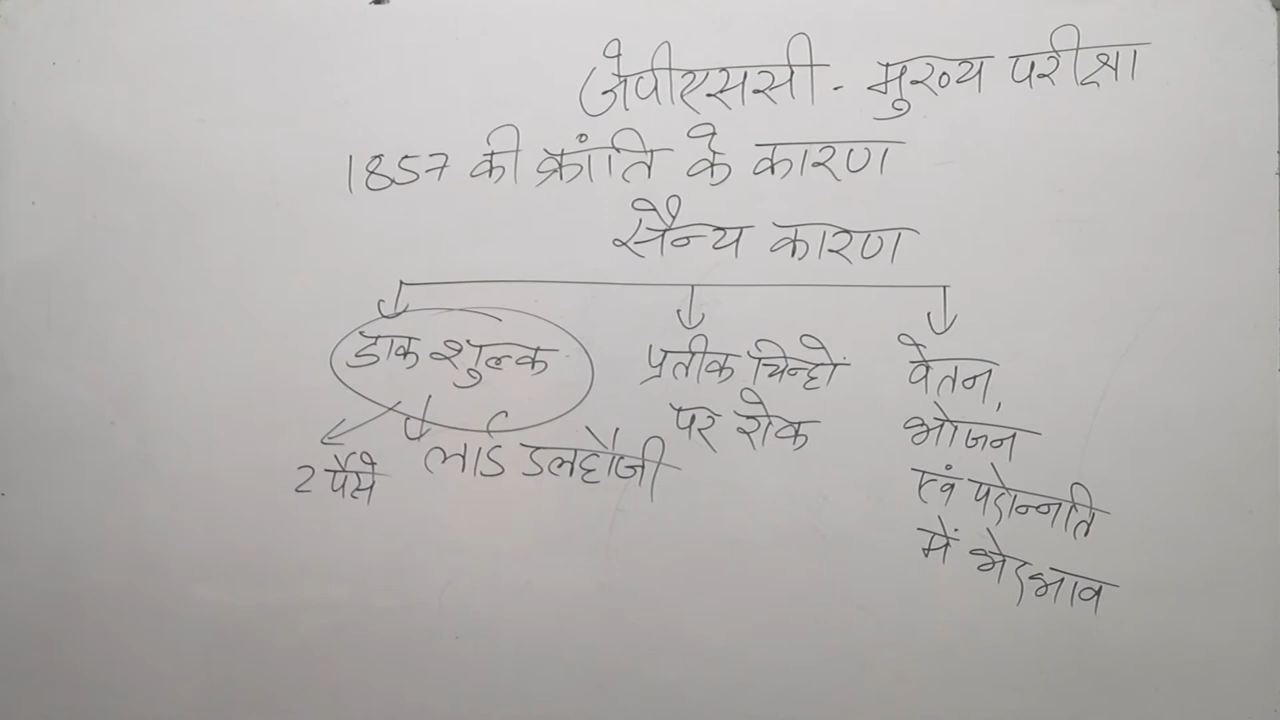 जेपीएससी - मुख्य परीक्षा
1857 की क्रांति के कारण
सैन्य कारण
डाक शुल्क
2 पैसे
लार्ड डलहौजी
प्रतीक चिन्हों
पर रोक
वेतन,
भोजन
एवं पदोन्नति
में भेदभाव